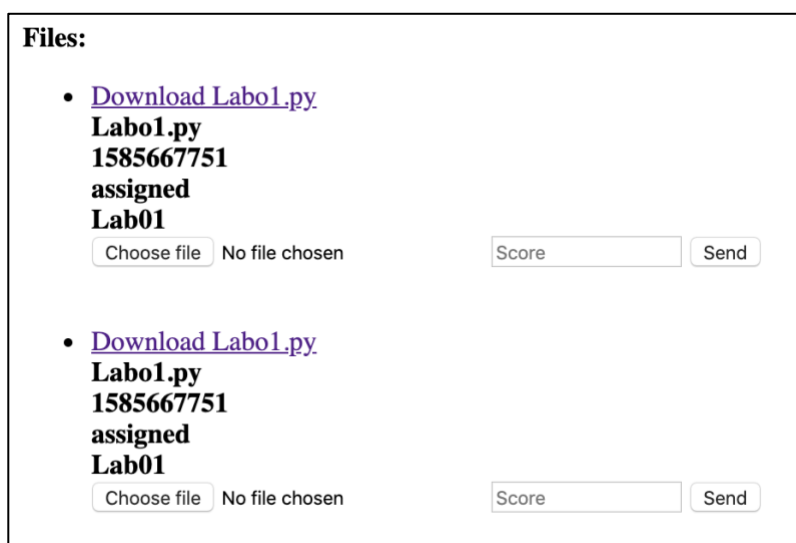 Files:
Download Labo1.py
Labo1.py
1585667751
assigned
Lab01
Choose file No file chosen Score Send
Download Labo1.py
Labo1.py
1585667751
assigned
Lab01
Choose file No file chosen Score Send